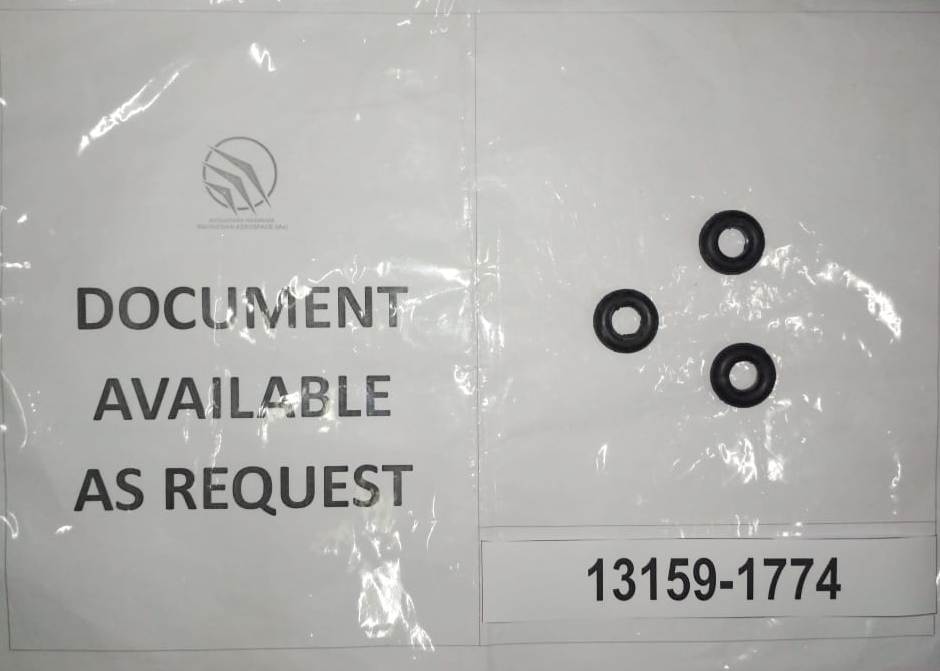 DOCUMENT
AVAILABLE
AS REQUEST
13159-1774